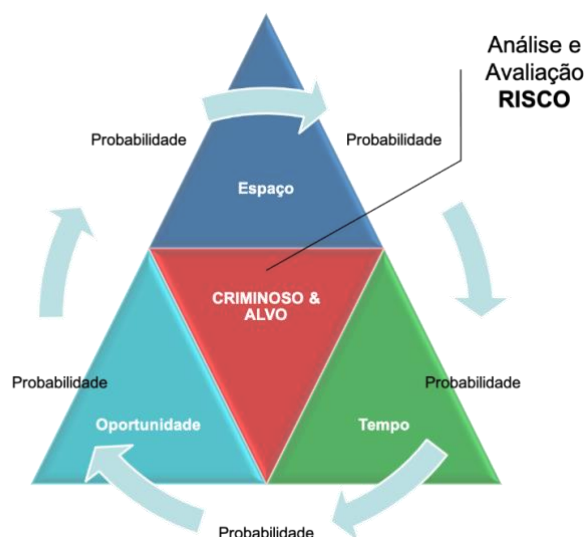 Análise e
Avaliação
RISCO
Probabilidade
Probabilidade
Espaço
CRIMINOSO &
ALVO
Probabilidade
Probabilidade
Oportunidade
Tempo
Probabilidade